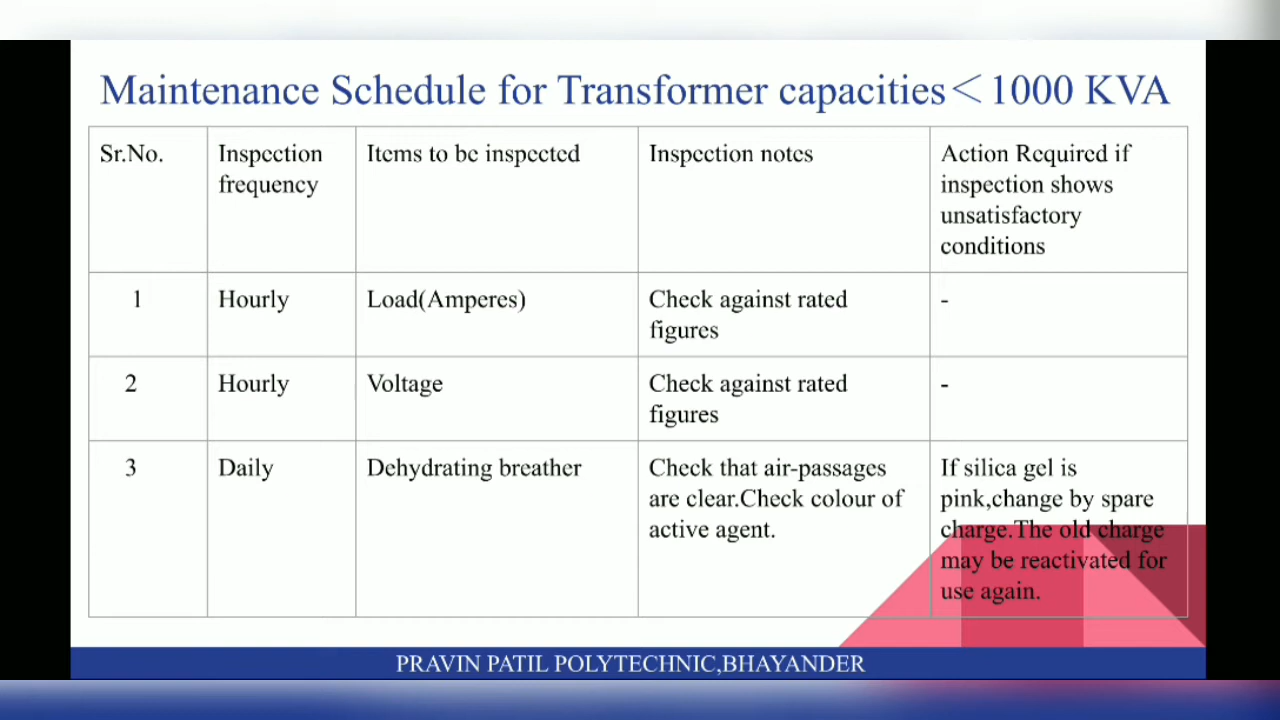 Maintenance Schedule for Transformer capacities < 1000 KVA
Sr.No.
Inspection
frequency
Items to be inspected
Inspection notes
Action Required if
inspection shows
unsatisfactory
conditions
1
Hourly
Load(Amperes)
Check against rated
figures
-
2
Hourly
Voltage
Check against rated
figures
-
3
Daily
Dehydrating breather
Check that air-passages
are clear.Check colour of
active agent.
If silica gel is
pink,change by spare
charge.The old charge
may be reactivated for
use again.
PRAVIN PATIL POLYTECHNIC,BHAYANDER